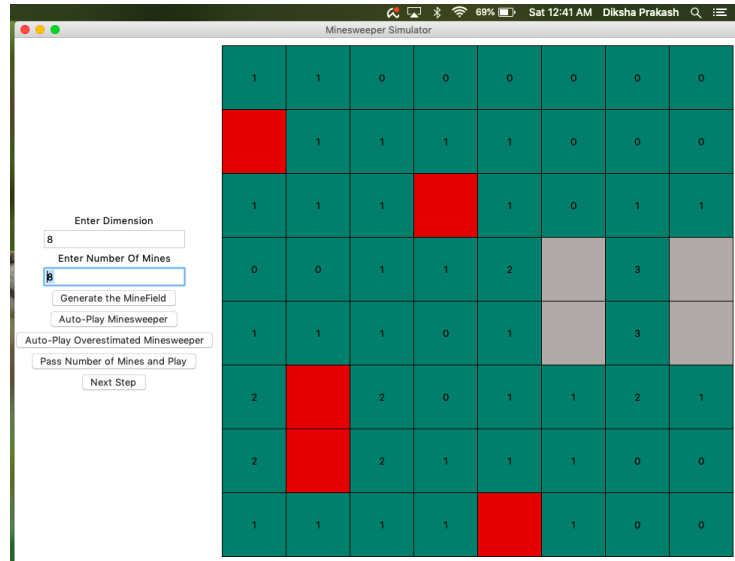 69% Sat 12:41 AM Diksha Prakash
Minesweeper Simulator
Enter Dimension
8
Enter Number Of Mines
8
Generate the MineField
Auto-Play Minesweeper
Auto-Play Overestimated Minesweeper
Pass Number of Mines and Play
Next Step
1 1 0 0 0 0 0 0
1 1 1 1 0 0 0
1 1 1 1 0 1 1
0 0 1 1 2 3
1 1 1 0 1 3
2 2 0 1 1 2 1
2 2 1 1 1 0 0
1 1 1 1 1 0 0